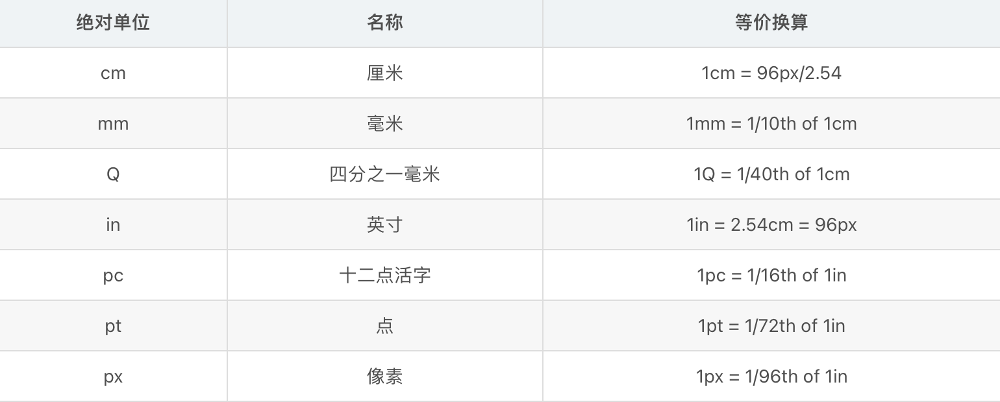 绝对单位 名称 等价换算
cm 厘米 1cm = 96px/2.54
mm 毫米 1mm = 1/10th of 1cm
Q 四分之一毫米 1Q = 1/40th of 1cm
in 英寸 1in = 2.54cm = 96px
pc 十二点活字 1pc = 1/16th of 1in
pt 点 1pt = 1/72th of 1in
px 像素 1px = 1/96th of 1in